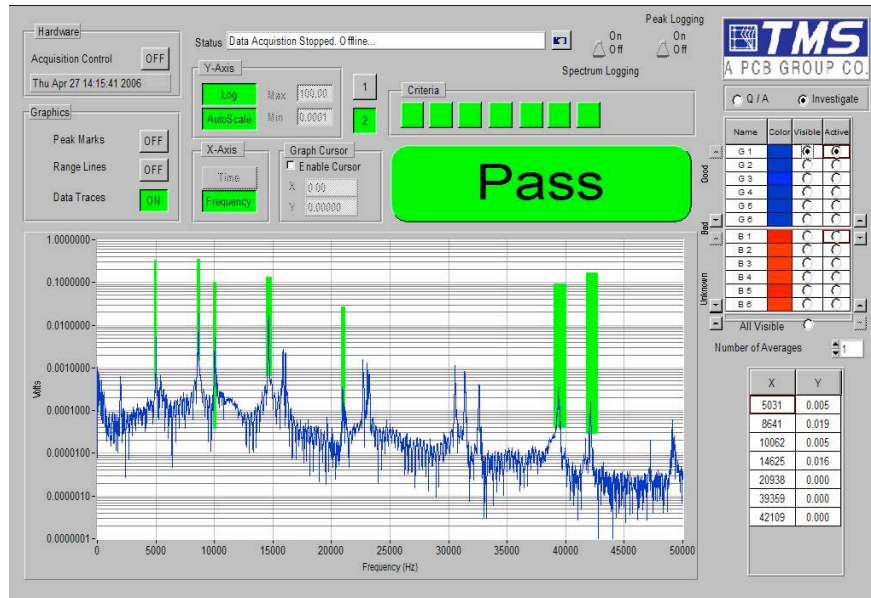 Hardware
Acquisition Control OFF
Thu Apr 27 14:15:41 2006
Graphics
Peak Marks OFF
Range Lines OFF
Data Traces ON
Status Data Acquistion Stopped. Offline...
Y-Axis
Log Max 100.00
AutoScale Min 0.0001
1
2
X-Axis
Time
Frequency
Graph Cursor
Enable Cursor
X 0.00
Y 0.00000
Peak Logging
On On
Off Off
Spectrum Logging
Criteria
Pass
TMS
A PCB GROUP CO.
Q / A Investigate
Name Color Visible Active
Good
G 1
G 2
G 3
G 4
G 5
G 6
Bad
B 1
B 2
B 3
B 4
B 5
B 6
Unknown
All Visible
Number of Averages 1
X Y
5031 0.005
8641 0.019
10062 0.005
14625 0.016
20938 0.000
39359 0.000
42109 0.000
Volts
1.0000000
0.1000000
0.0100000
0.0010000
0.0001000
0.0000100
0.0000010
0.0000001
0 5000 10000 15000 20000 25000 30000 35000 40000 45000 50000
Frequency (Hz)